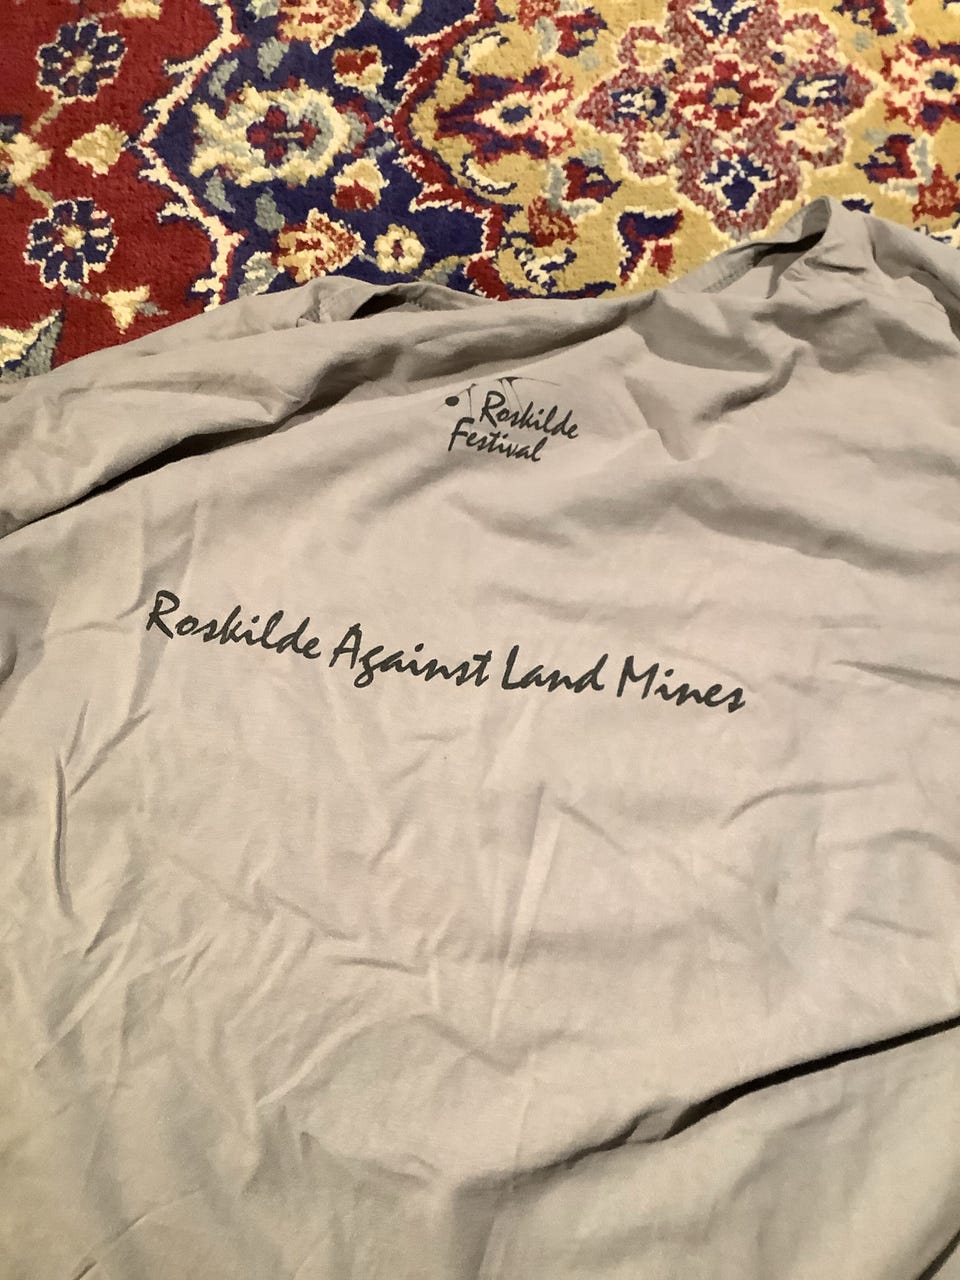 Roskilde
Festival
Roskilde Against Land Mines